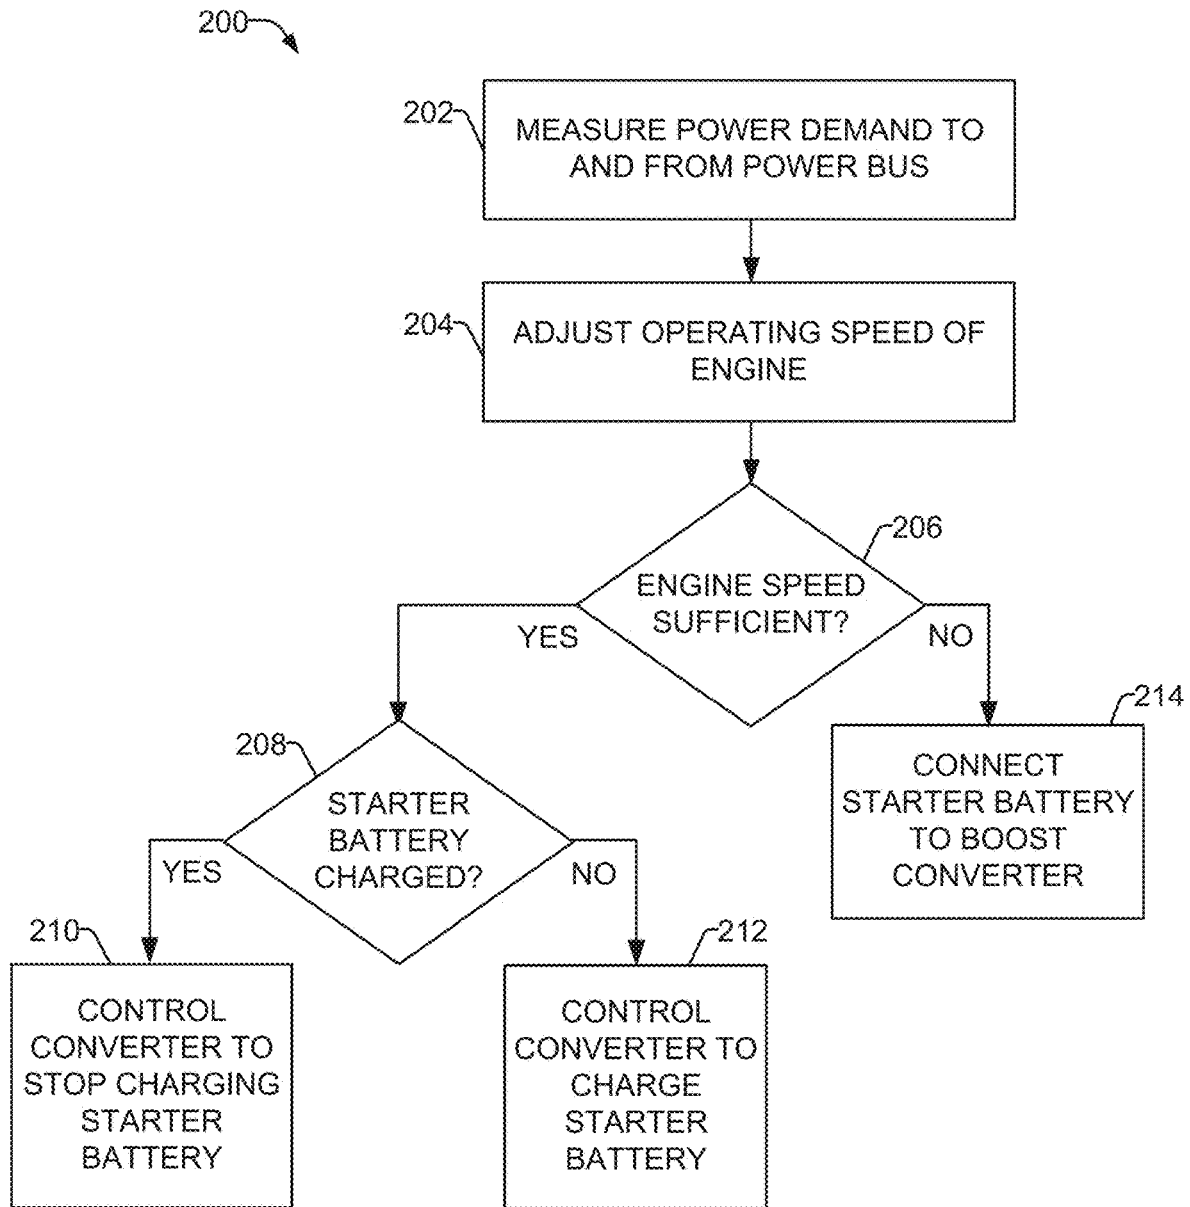 200
202
MEASURE POWER DEMAND TO
AND FROM POWER BUS
204
ADJUST OPERATING SPEED OF
ENGINE
206
ENGINE SPEED
SUFFICIENT?
YES
NO
208
STARTER
BATTERY
CHARGED?
YES
NO
214
CONNECT
STARTER BATTERY
TO BOOST
CONVERTER
210
CONTROL
CONVERTER TO
STOP CHARGING
STARTER
BATTERY
212
CONTROL
CONVERTER TO
CHARGE
STARTER
BATTERY